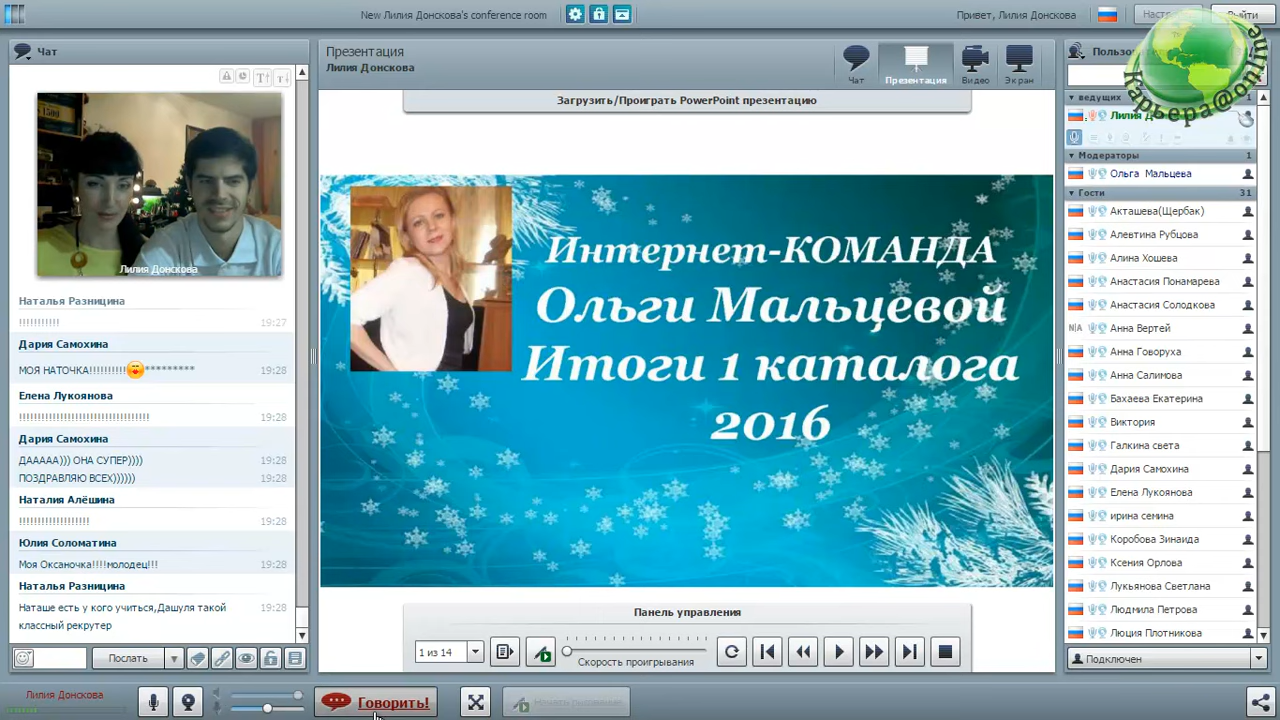 New Лилия Донскова's conference room
Привет, Лилия Донскова
Выйти
Чат
Лилия Донскова
Наталья Разницина
!!!!!!!!!! 19:27
Дария Самохина
МОЯ НАТОЧКА!!!!!!!!!!********* 19:28
Елена Лукоянова
!!!!!!!!!!!!!!!!!!!!!!!!!!!!!!!!! 19:28
Дария Самохина
ДААААА))) ОНА СУПЕР)))) 19:28
ПОЗДРАВЛЯЮ ВСЕХ)))))) 19:28
Наталия Алёшина
!!!!!!!!!!!!!!!!!! 19:28
Юлия Соломатина
Моя Оксаночка!!!!молодец!!! 19:28
Наталья Разницина
Наташе есть у кого учиться,Дашуля такой 19:28
классный рекрутер
Послать
Презентация
Лилия Донскова
Чат
Презентация
Видео
Экран
Загрузить/Проиграть PowerPoint презентацию
Интернет-КОМАНДА
Ольги Мальцевой
Итоги 1 каталога
2016
Панель управления
1 из 14
Скорость проигрывания
Карьера@online
ведущих 1
Модераторы 1
Ольга Мальцева
Гости 31
Акташева(Щербак)
Алевтина Рубцова
Алина Хошева
Анастасия Понамарева
Анастасия Солодкова
N/A Анна Вертей
Анна Говоруха
Анна Салимова
Бахаева Екатерина
Виктория
Галкина света
Дария Самохина
Елена Лукоянова
ирина семина
Коробова Зинаида
Ксения Орлова
Лукьянова Светлана
Людмила Петрова
Люция Плотникова
Подключен
Лилия Донскова
Говорить!